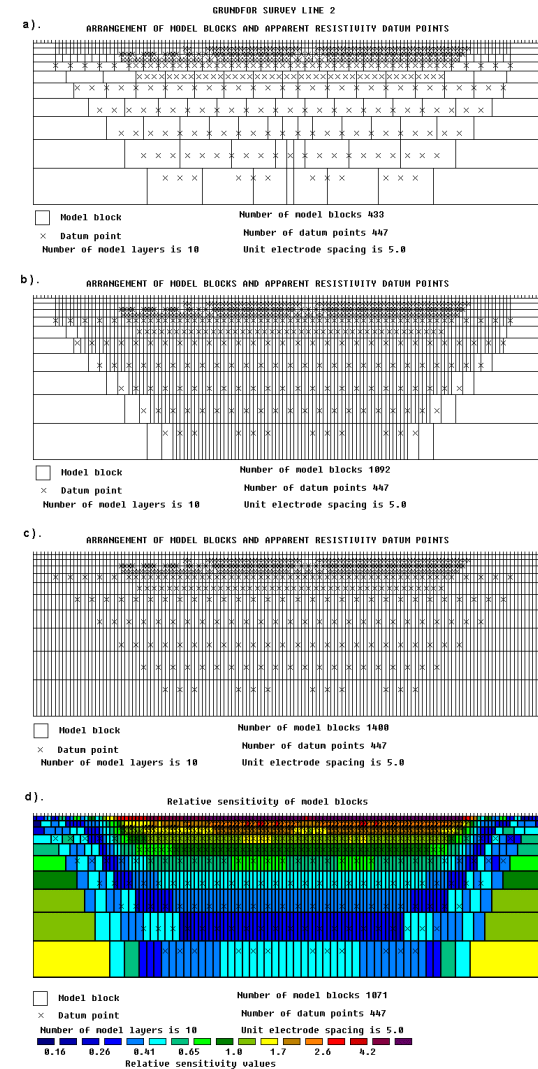 GRUNDFOR SURVEY LINE 2
a).
ARRANGEMENT OF MODEL BLOCKS AND APPARENT RESISTIVITY DATUM POINTS
Model block
Number of model blocks 433
Datum point
Number of datum points 447
Number of model layers is 10
Unit electrode spacing is 5.0
b).
ARRANGEMENT OF MODEL BLOCKS AND APPARENT RESISTIVITY DATUM POINTS
Model block
Number of model blocks 1092
Datum point
Number of datum points 447
Number of model layers is 10
Unit electrode spacing is 5.0
c).
ARRANGEMENT OF MODEL BLOCKS AND APPARENT RESISTIVITY DATUM POINTS
Model block
Number of model blocks 1400
Datum point
Number of datum points 447
Number of model layers is 10
Unit electrode spacing is 5.0
d).
Relative sensitivity of model blocks
Model block
Number of model blocks 1071
Datum point
Number of datum points 447
Number of model layers is 10
Unit electrode spacing is 5.0
0.16 0.26 0.41 0.65 1.0 1.7 2.6 4.2
Relative sensitivity values